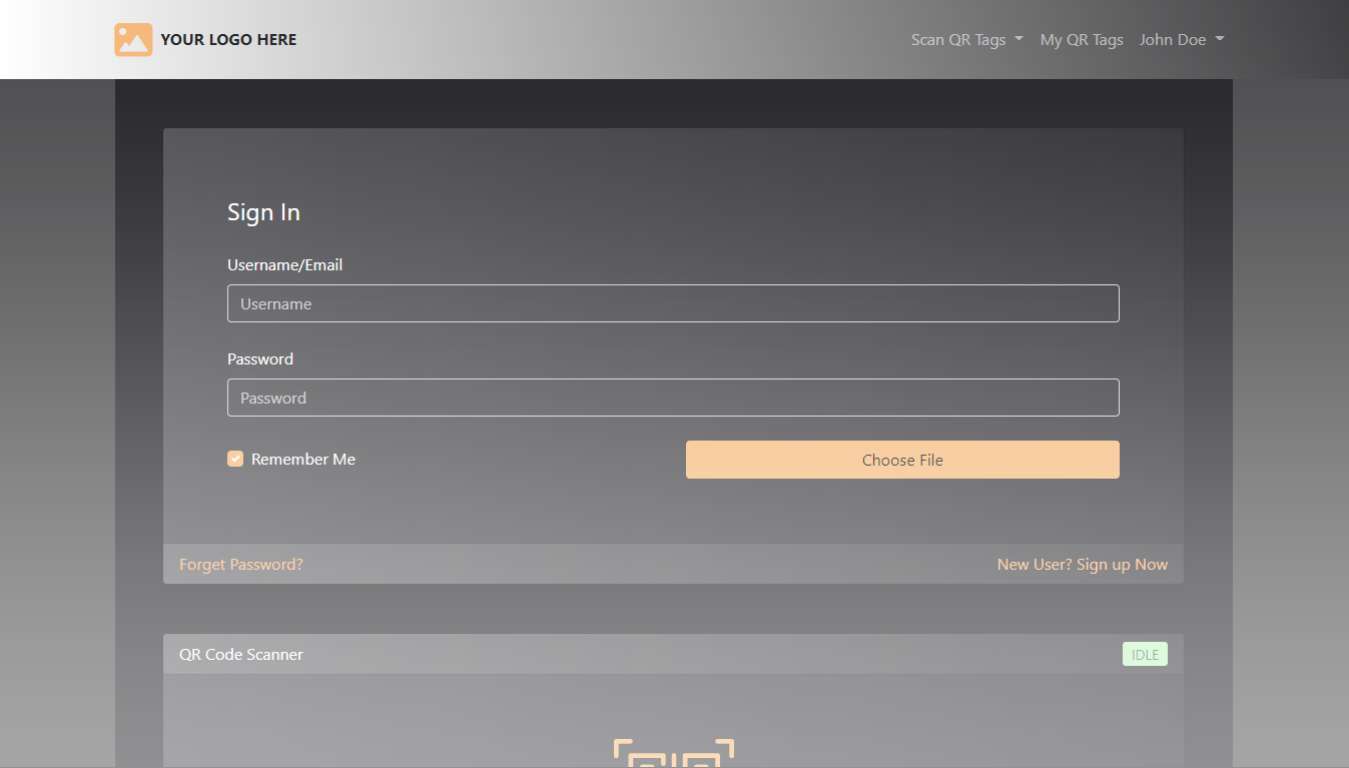 YOUR LOGO HERE
Scan QR Tags My QR Tags John Doe
Sign In
Username/Email
Username
Password
Password
Remember Me
Choose File
Forget Password?
New User? Sign up Now
QR Code Scanner
IDLE